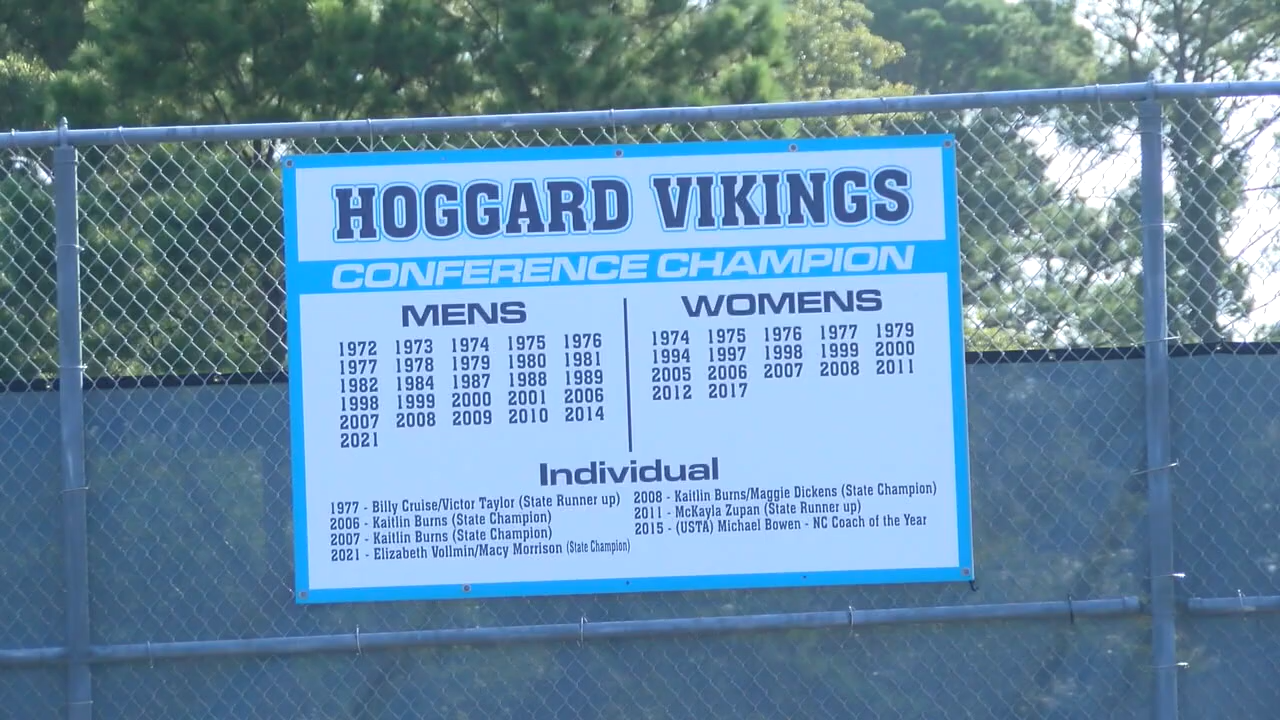 HOGGARD VIKINGS
CONFERENCE CHAMPION
MENS
1972 1973 1974 1975 1976
1977 1978 1979 1980 1981
1982 1984 1987 1988 1989
1998 1999 2000 2001 2006
2007 2008 2009 2010 2014
2021
WOMENS
1974 1975 1976 1977 1979
1994 1997 1998 1999 2000
2005 2006 2007 2008 2011
2012 2017
Individual
1977 - Billy Cruise/Victor Taylor (State Runner up)
2006 - Kaitlin Burns (State Champion)
2007 - Kaitlin Burns (State Champion)
2021 - Elizabeth Vollmin/Macy Morrison (State Champion)
2008 - Kaitlin Burns/Maggie Dickens (State Champion)
2011 - McKayla Zupan (State Runner up)
2015 - (USTA) Michael Bowen - NC Coach of the Year